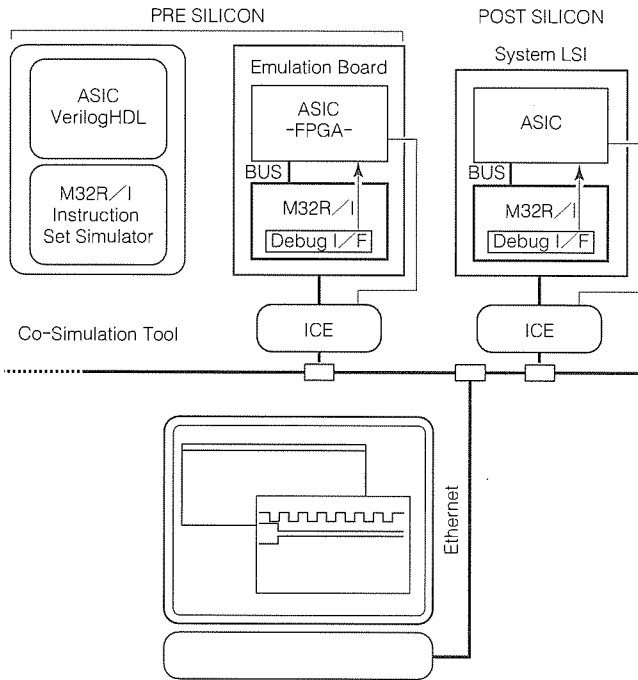 PRE SILICON
POST SILICON
ASIC
VerilogHDL
M32R/I
Instruction
Set Simulator
Emulation Board
ASIC
-FPGA-
BUS
M32R/I
Debug I/F
ICE
System LSI
ASIC
BUS
M32R/I
Debug I/F
ICE
Co-Simulation Tool
Ethernet